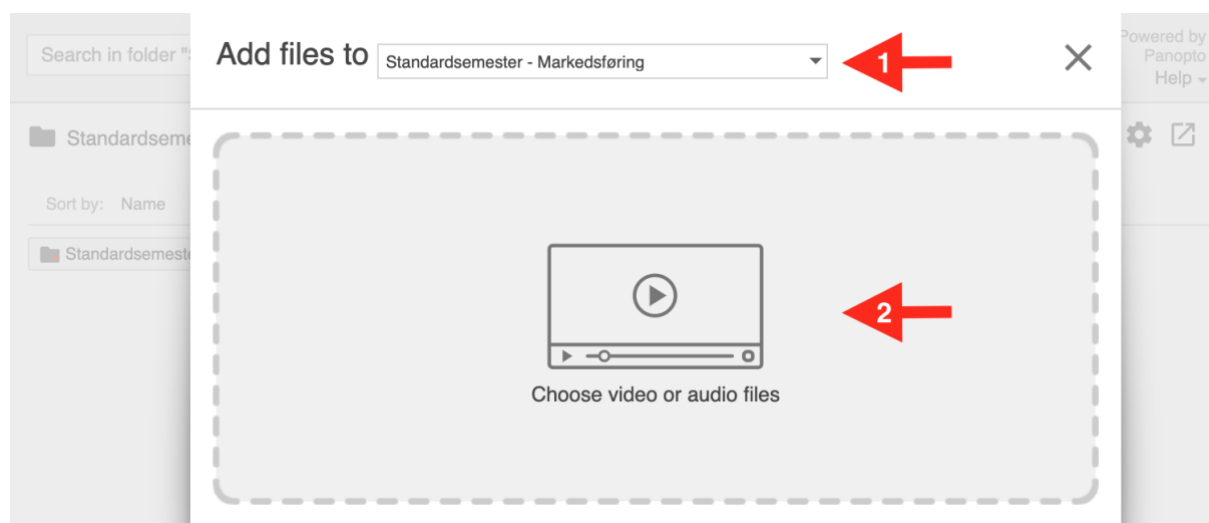 Search in folder "S
Add files to
Standardsemester - Markedsføring
1
Powered by
Panopto
Help
Standardseme
Sort by: Name
Standardsemeste
2
Choose video or audio files